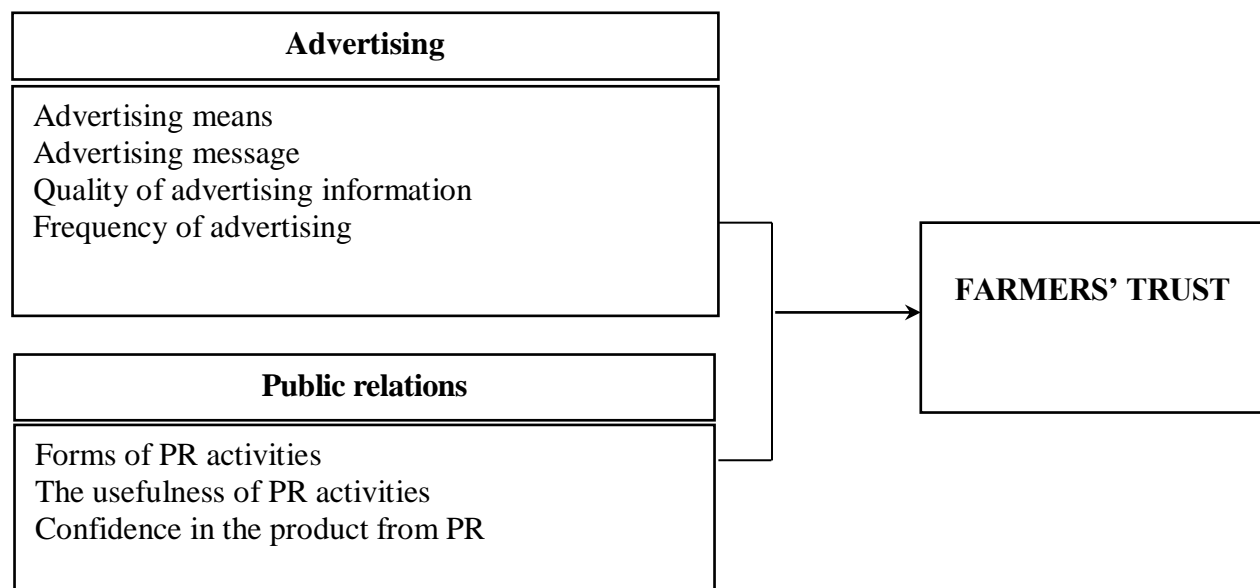 Advertising
Advertising means
Advertising message
Quality of advertising information
Frequency of advertising
FARMERS’ TRUST
Public relations
Forms of PR activities
The usefulness of PR activities
Confidence in the product from PR